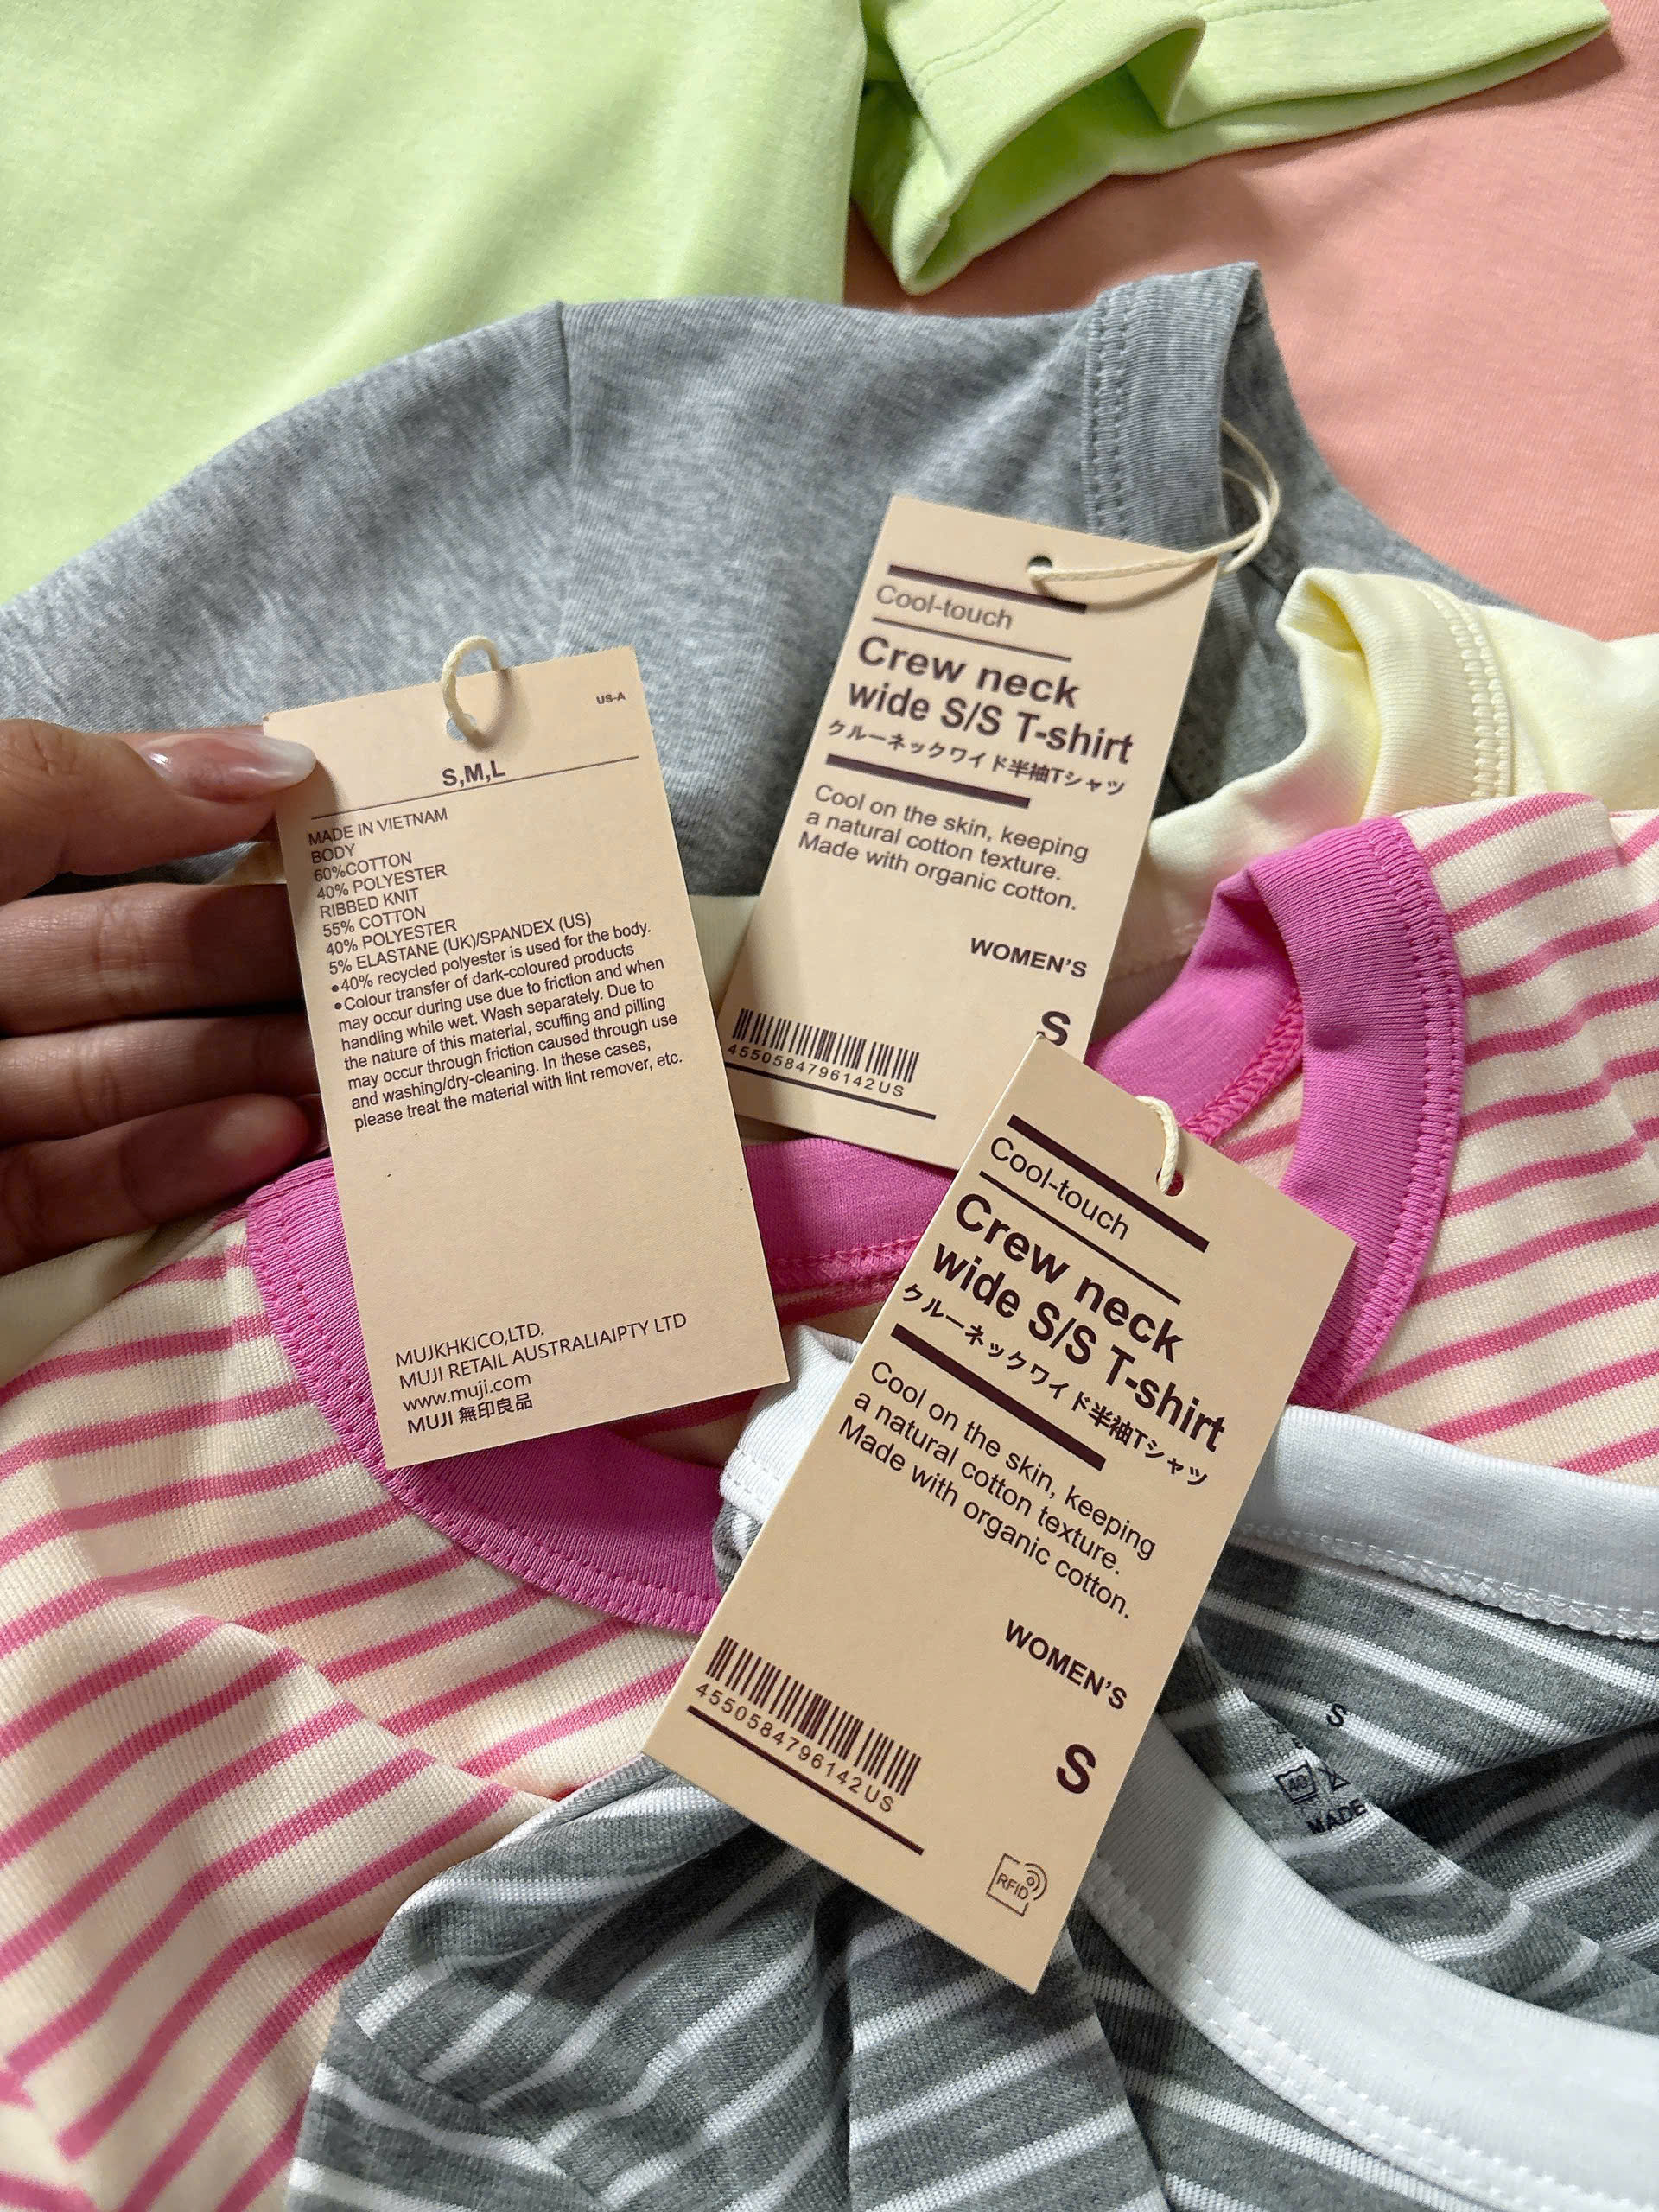 US-A
S,M,L
MADE IN VIETNAM
BODY
60%COTTON
40% POLYESTER
RIBBED KNIT
55% COTTON
40% POLYESTER
5% ELASTANE (UK)/SPANDEX (US)
•40% recycled polyester is used for the body.
•Colour transfer of dark-coloured products
may occur during use due to friction and when
handling while wet. Wash separately. Due to
the nature of this material, scuffing and pilling
may occur through friction caused through use
and washing/dry-cleaning. In these cases,
please treat the material with lint remover, etc.
MUJKHKICO,LTD.
MUJI RETAIL AUSTRALIAIPTY LTD
www.muji.com
MUJI 無印良品
Cool-touch
Crew neck
wide S/S T-shirt
クルーネックワイド半袖Tシャツ
Cool on the skin, keeping
a natural cotton texture.
Made with organic cotton.
WOMEN'S
S
4550584796142US
Cool-touch
Crew neck
wide S/S T-shirt
クルーネックワイド半袖Tシャツ
Cool on the skin, keeping
a natural cotton texture.
Made with organic cotton.
WOMEN'S
4550584796142US
S
RFID
S
40
MADE